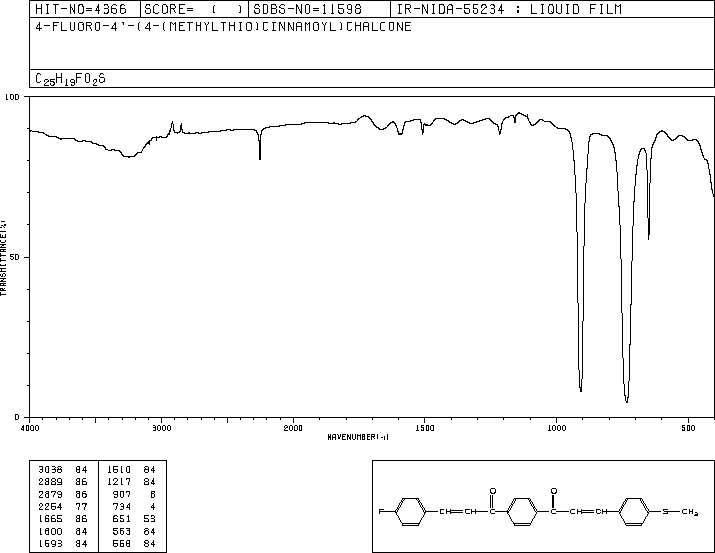 HIT-NO=4366 SCORE= ( ) SDBS-NO=11598 IR-NIDA-55234 : LIQUID FILM
4-FLUORO-4'-(4-(METHYLTHIO)CINNAMOYL)CHALCONE
C25H19FO2S
100
50
0
TRANSMITTANCE(%)
4000 3000 2000 1500 1000 500
WAVENUMBER(-1)
3038 84 1510 84
2889 86 1217 84
2879 86 907 8
2254 77 734 4
1665 86 651 53
1600 84 563 84
1593 84 558 84
O O
F CH=CH C C CH=CH S CH3